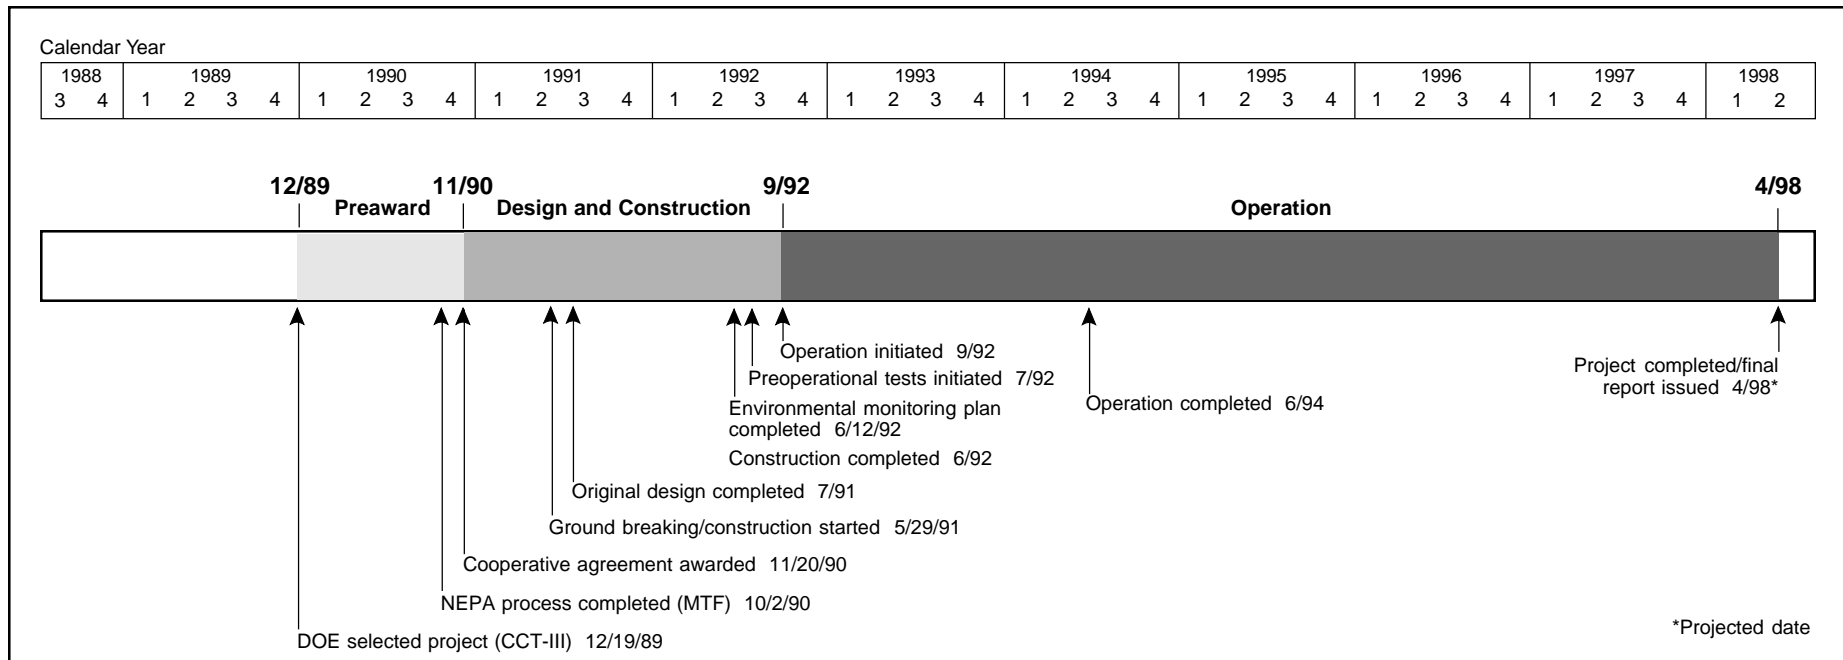 Calendar Year
1988 1989 1990 1991 1992 1993 1994 1995 1996 1997 1998
3 4 1 2 3 4 1 2 3 4 1 2 3 4 1 2 3 4 1 2 3 4 1 2 3 4 1 2 3 4 1 2 3 4 1 2 3 4 1 2
12/89 11/90 9/92 4/98
Preaward Design and Construction Operation
Operation initiated 9/92
Preoperational tests initiated 7/92
Environmental monitoring plan
completed 6/12/92
Construction completed 6/92
Original design completed 7/91
Ground breaking/construction started 5/29/91
Cooperative agreement awarded 11/20/90
NEPA process completed (MTF) 10/2/90
DOE selected project (CCT-III) 12/19/89
Operation completed 6/94
Project completed/final
report issued 4/98*
*Projected date